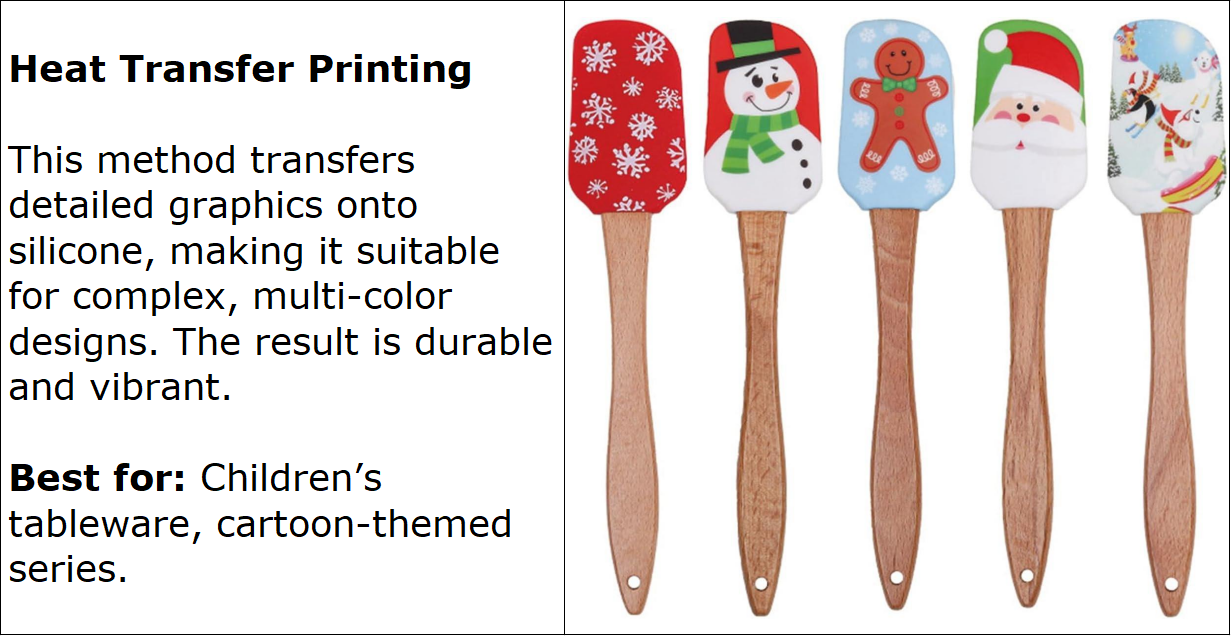 Heat Transfer Printing
This method transfers
detailed graphics onto
silicone, making it suitable
for complex, multi-color
designs. The result is durable
and vibrant.
Best for: Children’s
tableware, cartoon-themed
series.